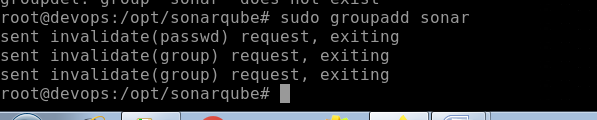 groupdel: group 'sonar' does not exist
root@devops:/opt/sonarqube# sudo groupadd sonar
sent invalidate(passwd) request, exiting
sent invalidate(group) request, exiting
sent invalidate(group) request, exiting
root@devops:/opt/sonarqube#